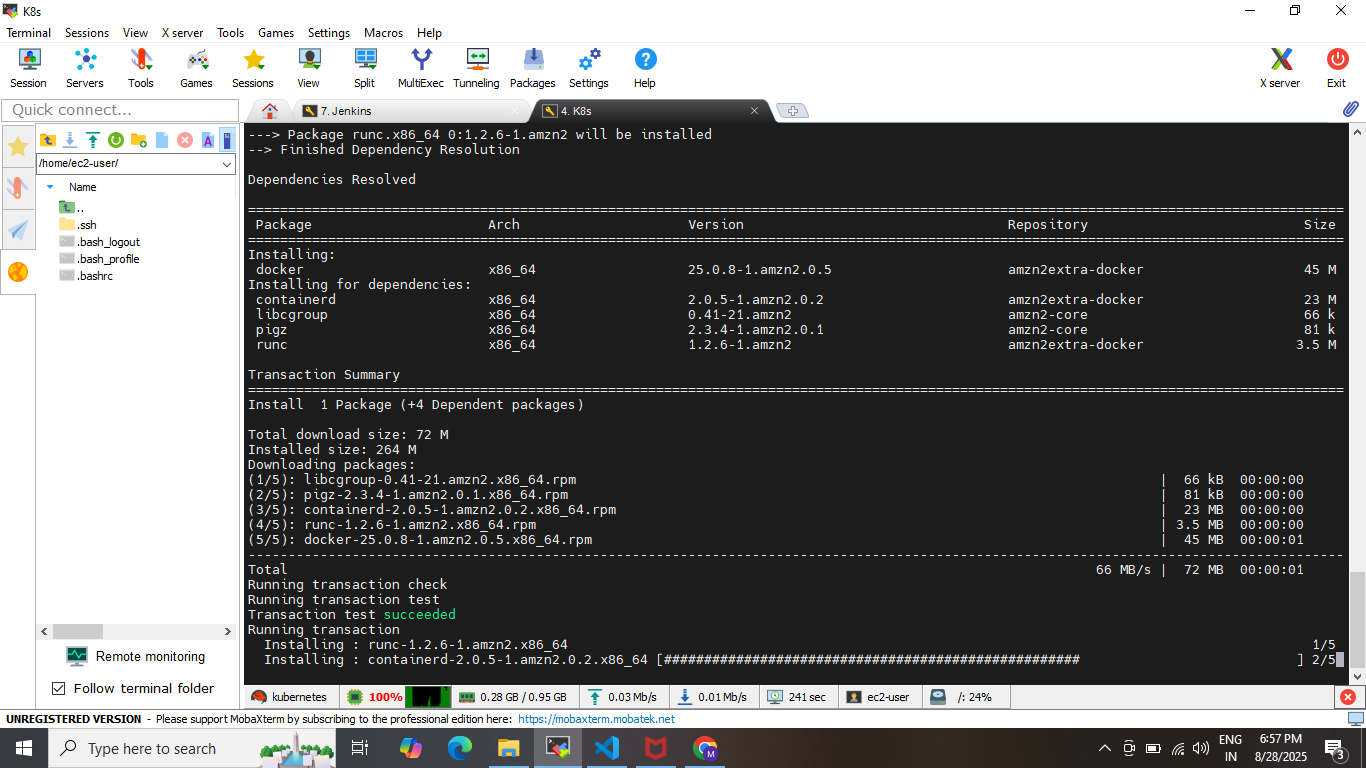 K8s
Terminal Sessions View X server Tools Games Settings Macros Help
Session Servers Tools Games Sessions View Split MultiExec Tunneling Packages Settings Help X server Exit
Quick connect...
7. Jenkins
4. K8s
/home/ec2-user/
Name
..
.ssh
.bash_logout
.bash_profile
.bashrc
---> Package runc.x86_64 0:1.2.6-1.amzn2 will be installed
--> Finished Dependency Resolution
Dependencies Resolved
Package Arch Version Repository Size
Installing:
docker x86_64 25.0.8-1.amzn2.0.5 amzn2extra-docker 45 M
Installing for dependencies:
containerd x86_64 2.0.5-1.amzn2.0.2 amzn2extra-docker 23 M
libcgroup x86_64 0.41-21.amzn2 amzn2-core 66 k
pigz x86_64 2.3.4-1.amzn2.0.1 amzn2-core 81 k
runc x86_64 1.2.6-1.amzn2 amzn2extra-docker 3.5 M
Transaction Summary
Install 1 Package (+4 Dependent packages)
Total download size: 72 M
Installed size: 264 M
Downloading packages:
(1/5): libcgroup-0.41-21.amzn2.x86_64.rpm | 66 kB 00:00:00
(2/5): pigz-2.3.4-1.amzn2.0.1.x86_64.rpm | 81 kB 00:00:00
(3/5): containerd-2.0.5-1.amzn2.0.2.x86_64.rpm | 23 MB 00:00:00
(4/5): runc-1.2.6-1.amzn2.x86_64.rpm | 3.5 MB 00:00:00
(5/5): docker-25.0.8-1.amzn2.0.5.x86_64.rpm | 45 MB 00:00:01
Total 66 MB/s | 72 MB 00:00:01
Running transaction check
Running transaction test
Transaction test succeeded
Running transaction
Installing : runc-1.2.6-1.amzn2.x86_64 1/5
Installing : containerd-2.0.5-1.amzn2.0.2.x86_64 [#################################################### ] 2/5
Remote monitoring
Follow terminal folder
kubernetes 100% 0.28 GB / 0.95 GB 0.03 Mb/s 0.01 Mb/s 241 sec ec2-user /: 24%
UNREGISTERED VERSION - Please support MobaXterm by subscribing to the professional edition here: https://mobaxterm.mobatek.net
Type here to search
ENG
IN
6:57 PM
8/28/2025
3